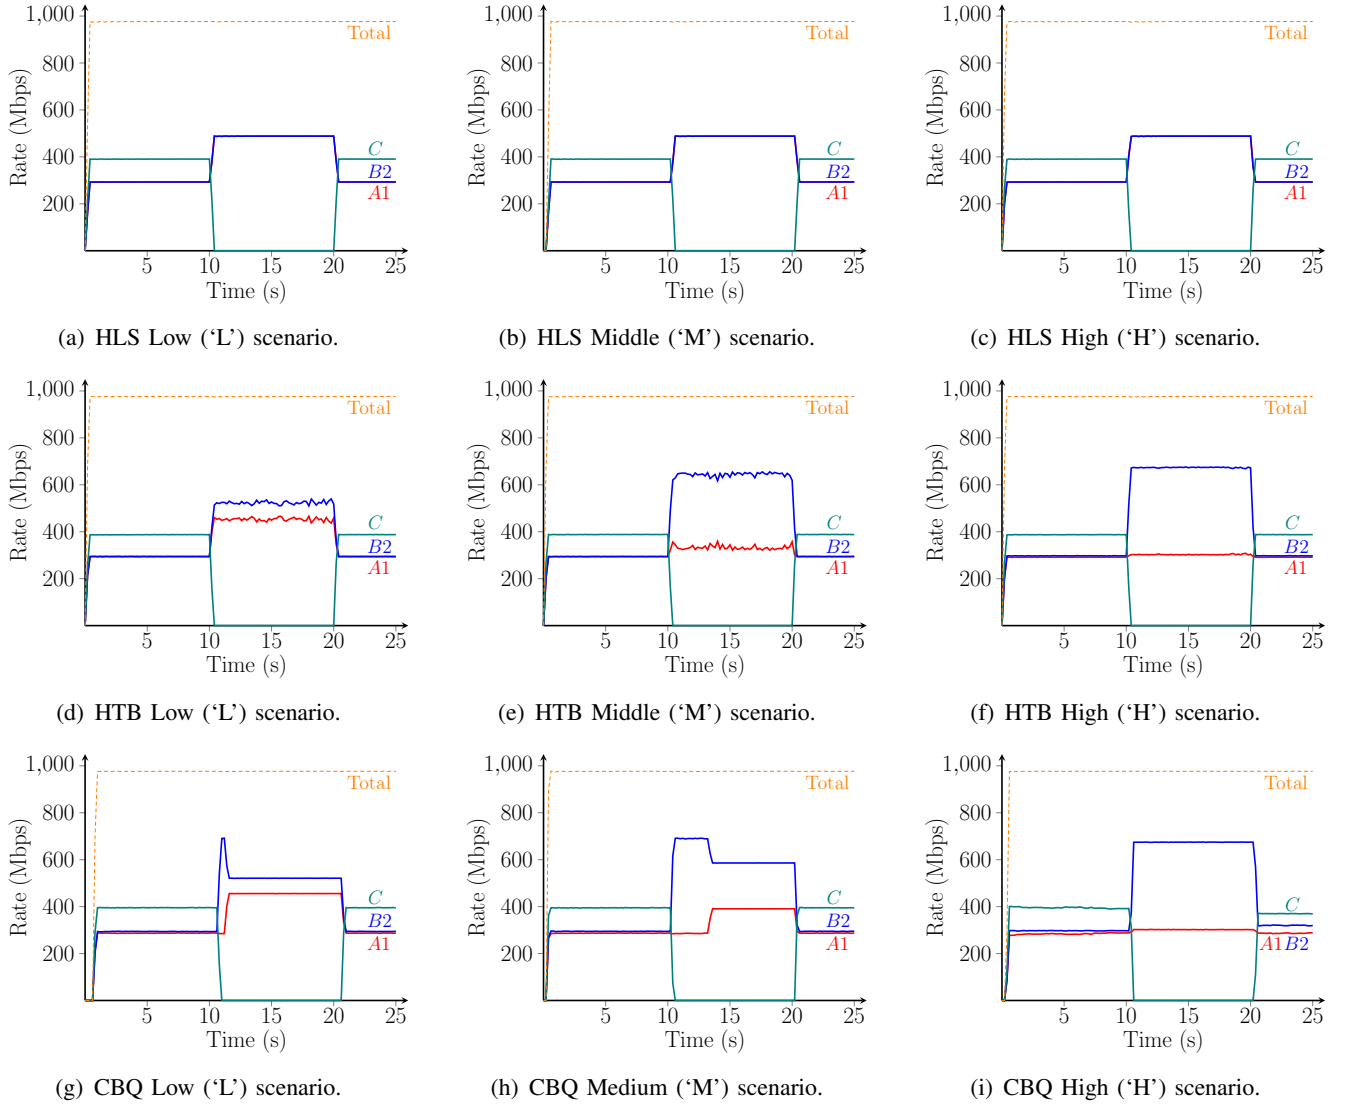 1,000
800
600
400
200
Rate (Mbps)
Total
C
B2
A1
5 10 15 20 25
Time (s)
(a) HLS Low (‘L’) scenario.
1,000
800
600
400
200
Rate (Mbps)
Total
C
B2
A1
5 10 15 20 25
Time (s)
(b) HLS Middle (‘M’) scenario.
1,000
800
600
400
200
Rate (Mbps)
Total
C
B2
A1
5 10 15 20 25
Time (s)
(c) HLS High (‘H’) scenario.
1,000
800
600
400
200
Rate (Mbps)
Total
C
B2
A1
5 10 15 20 25
Time (s)
(d) HTB Low (‘L’) scenario.
1,000
800
600
400
200
Rate (Mbps)
Total
C
B2
A1
5 10 15 20 25
Time (s)
(e) HTB Middle (‘M’) scenario.
1,000
800
600
400
200
Rate (Mbps)
Total
C
B2
A1
5 10 15 20 25
Time (s)
(f) HTB High (‘H’) scenario.
1,000
800
600
400
200
Rate (Mbps)
Total
C
B2
A1
5 10 15 20 25
Time (s)
(g) CBQ Low (‘L’) scenario.
1,000
800
600
400
200
Rate (Mbps)
Total
C
B2
A1
5 10 15 20 25
Time (s)
(h) CBQ Medium (‘M’) scenario.
1,000
800
600
400
200
Rate (Mbps)
Total
C
A1B2
5 10 15 20 25
Time (s)
(i) CBQ High (‘H’) scenario.